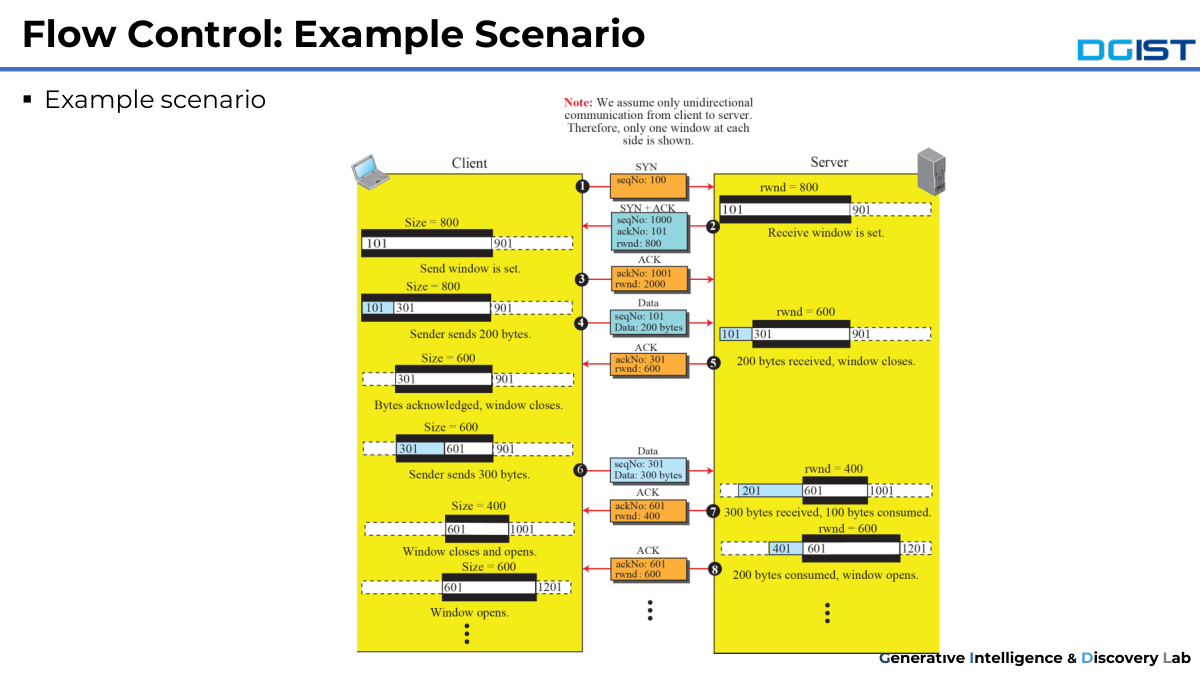 Flow Control: Example Scenario
DGIST
▪ Example scenario
Note: We assume only unidirectional
communication from client to server.
Therefore, only one window at each
side is shown.
Client
Server
SYN
1
seqNo: 100
rwnd = 800
101
901
Receive window is set.
SYN + ACK
2
seqNo: 1000
ackNo: 101
rwnd: 800
Size = 800
101
901
Send window is set.
ACK
3
ackNo: 1001
rwnd: 2000
Size = 800
101
301
901
Sender sends 200 bytes.
Data
4
seqNo: 101
Data: 200 bytes
rwnd = 600
101
301
901
200 bytes received, window closes.
ACK
5
ackNo: 301
rwnd: 600
Size = 600
301
901
Bytes acknowledged, window closes.
Size = 600
301
601
901
Sender sends 300 bytes.
Data
6
seqNo: 301
Data: 300 bytes
rwnd = 400
201
601
1001
300 bytes received, 100 bytes consumed.
ACK
7
ackNo: 601
rwnd: 400
Size = 400
601
1001
Window closes and opens.
rwnd = 600
401
601
1201
200 bytes consumed, window opens.
ACK
8
ackNo: 601
rwnd: 600
Size = 600
601
1201
Window opens.
Generative Intelligence & Discovery Lab